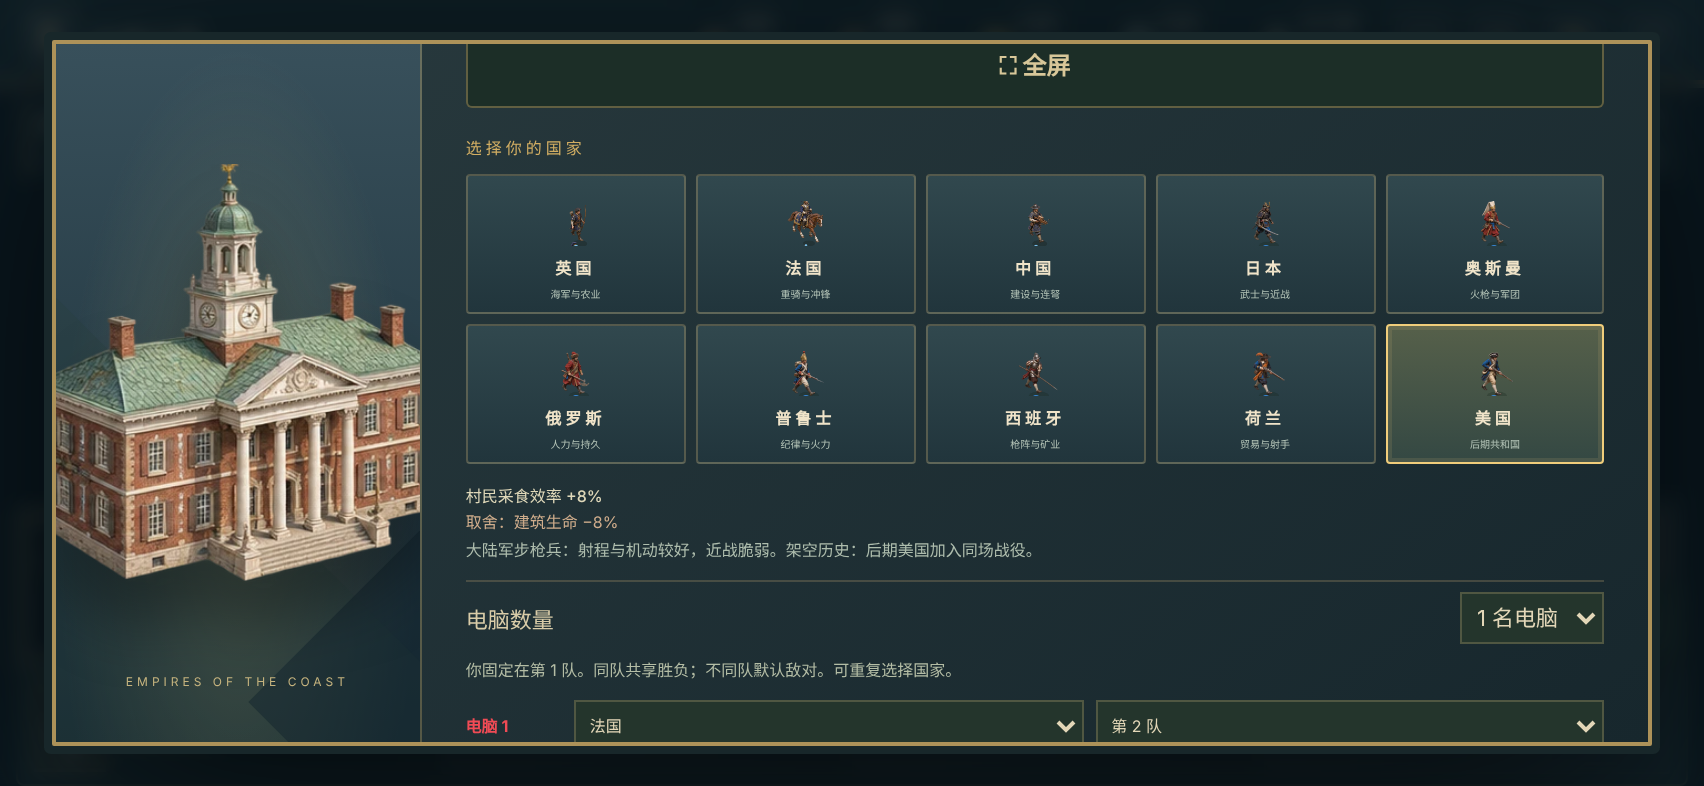 全屏
选择你的国家
英国
海军与农业
法国
重骑与冲锋
中国
建设与连弩
日本
武士与近战
奥斯曼
火枪与军团
俄罗斯
人力与持久
普鲁士
纪律与火力
西班牙
枪阵与矿业
荷兰
贸易与射手
美国
后期共和国
村民采食效率 +8%
取舍：建筑生命 −8%
大陆军步枪兵：射程与机动较好，近战脆弱。架空历史：后期美国加入同场战役。
电脑数量
1 名电脑
你固定在第 1 队。同队共享胜负；不同队默认敌对。可重复选择国家。
电脑 1
法国
第 2 队
EMPIRES OF THE COAST